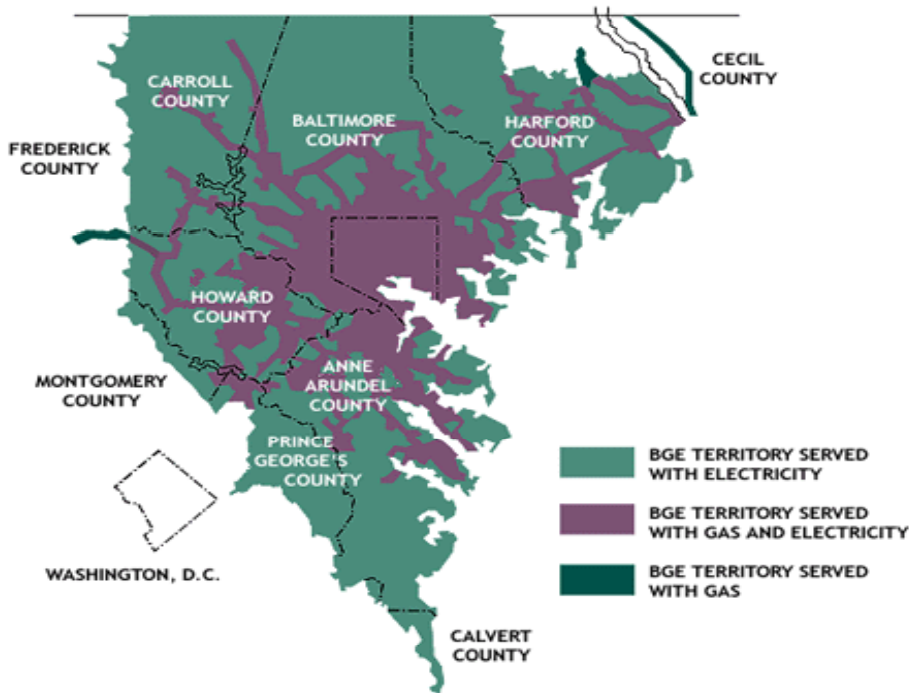 CECIL
COUNTY
CARROLL
COUNTY
BALTIMORE
COUNTY
HARFORD
COUNTY
FREDERICK
COUNTY
HOWARD
COUNTY
MONTGOMERY
COUNTY
ANNE
ARUNDEL
COUNTY
PRINCE
GEORGE'S
COUNTY
WASHINGTON, D.C.
CALVERT
COUNTY
BGE TERRITORY SERVED
WITH ELECTRICITY
BGE TERRITORY SERVED
WITH GAS AND ELECTRICITY
BGE TERRITORY SERVED
WITH GAS